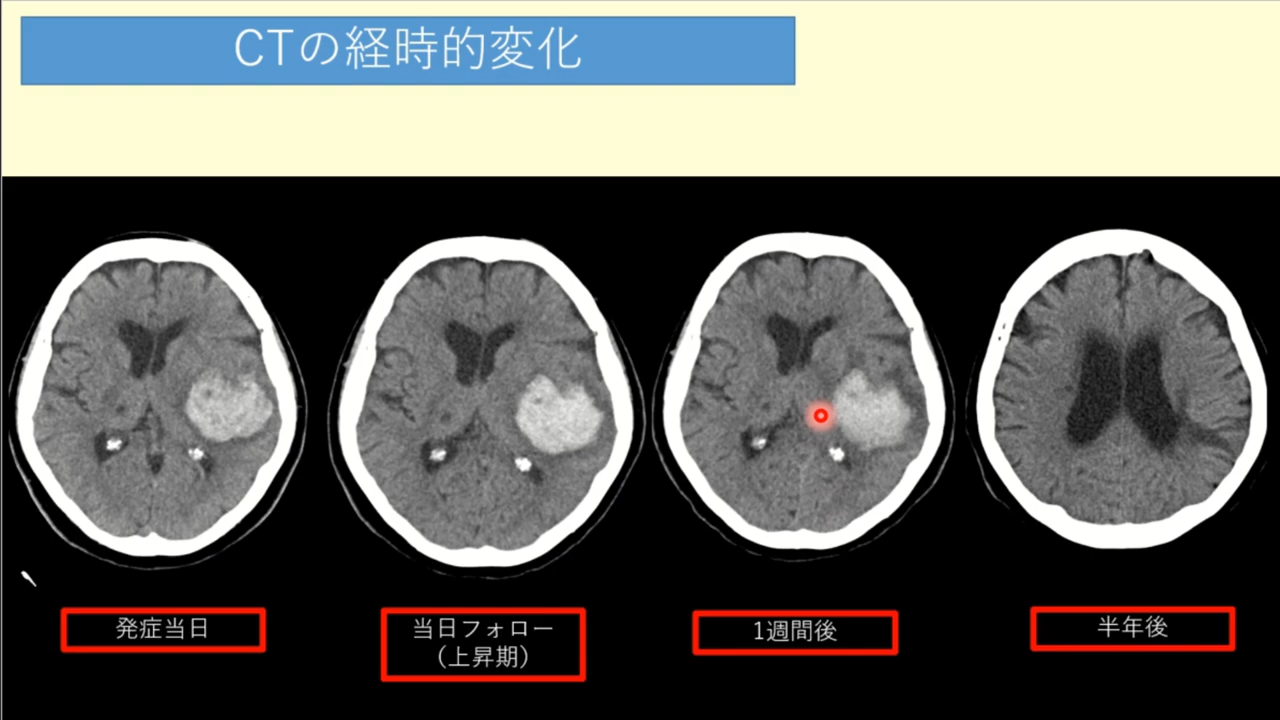 CTの経時的変化
発症当日
当日フォロー
(上昇期)
1週間後
半年後